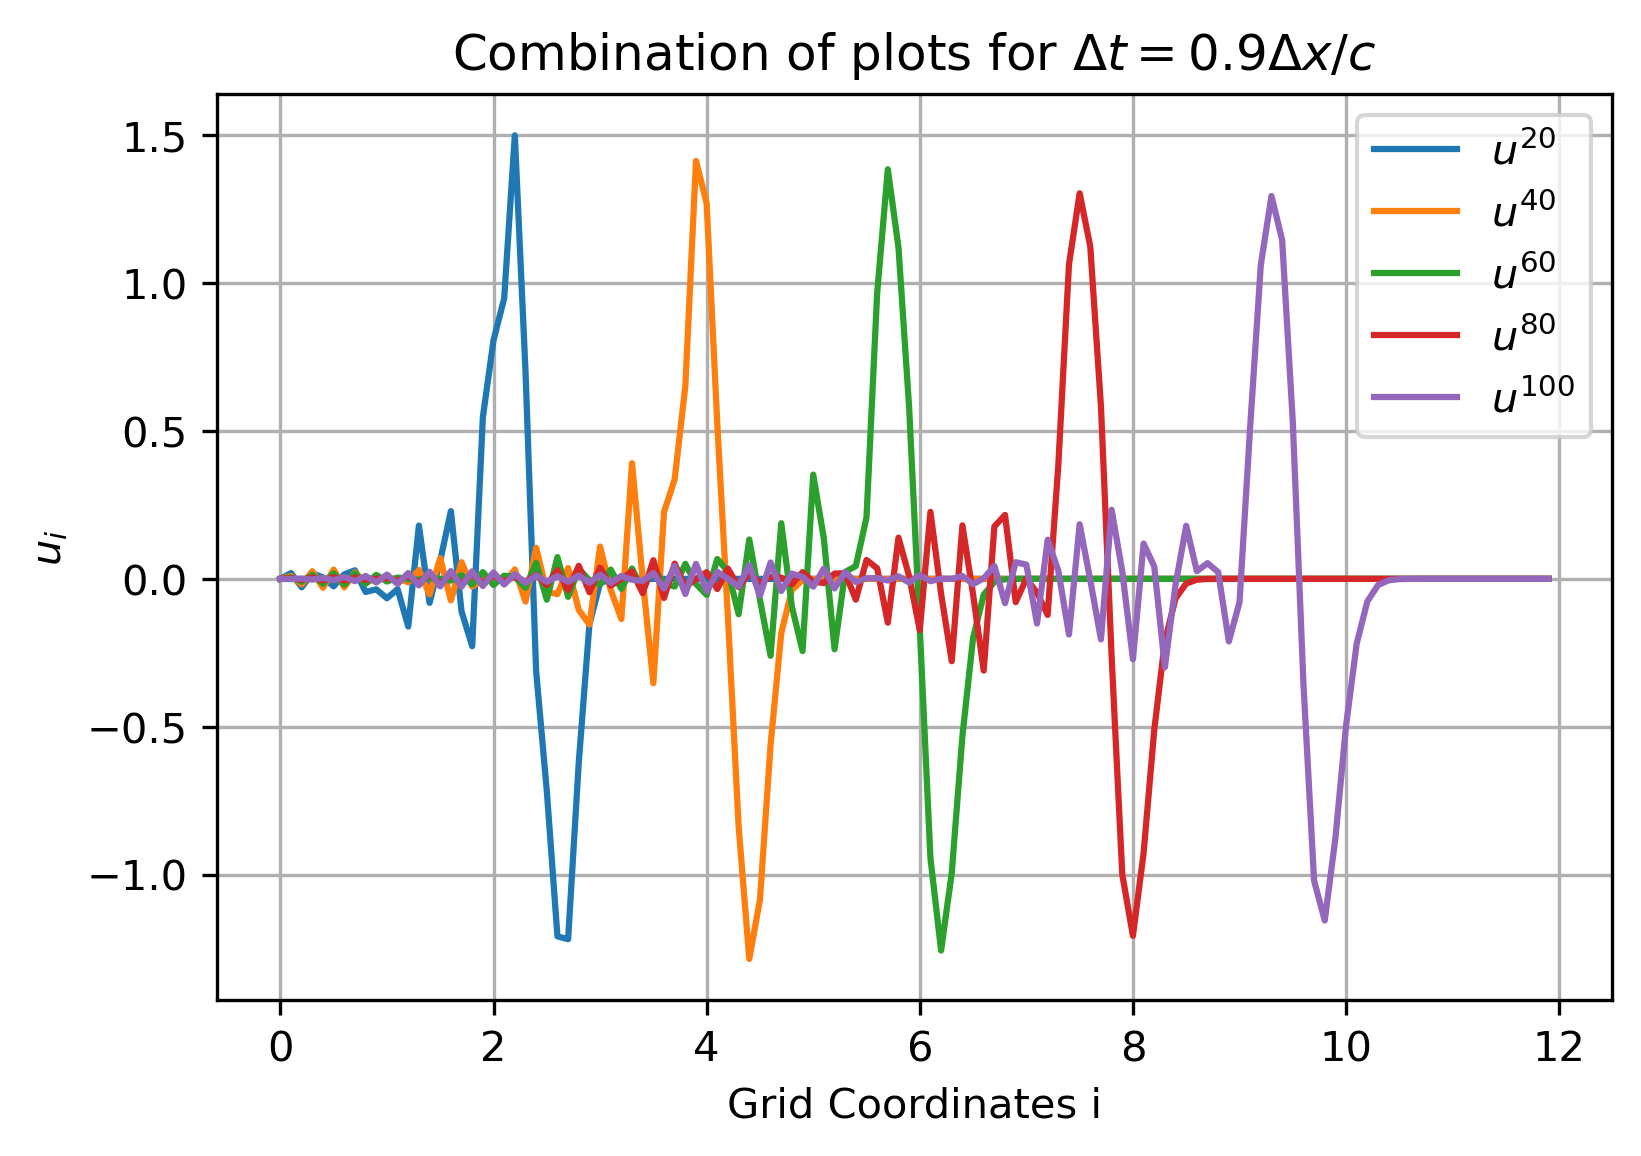 Combination of plots for Δt = 0.9Δx/c
1.5
1.0
0.5
0.0
−0.5
−1.0
u_i
u^20
u^40
u^60
u^80
u^100
0 2 4 6 8 10 12
Grid Coordinates i